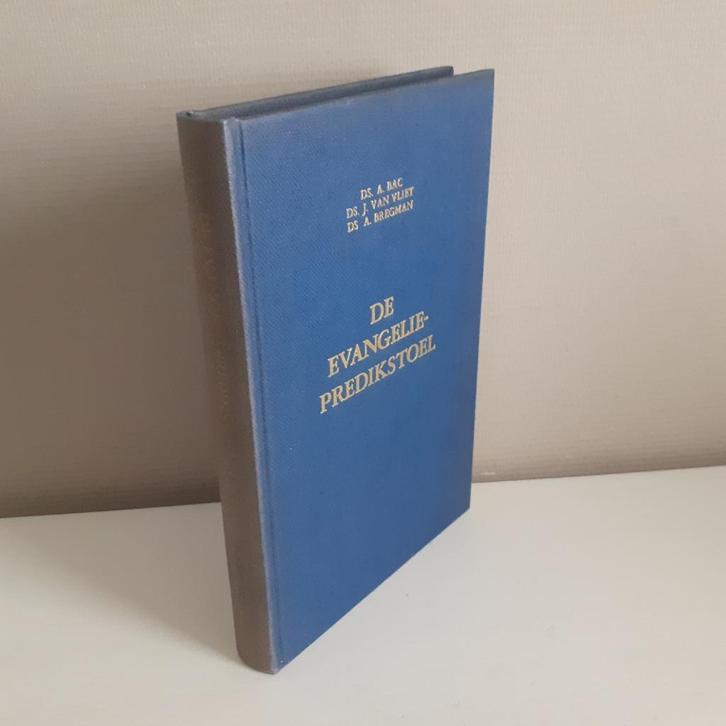 DS. A. BAC
DS. J. VAN VLIET
DS A. BREGMAN
DE
EVANGELIE-
PREDIKSTOEL